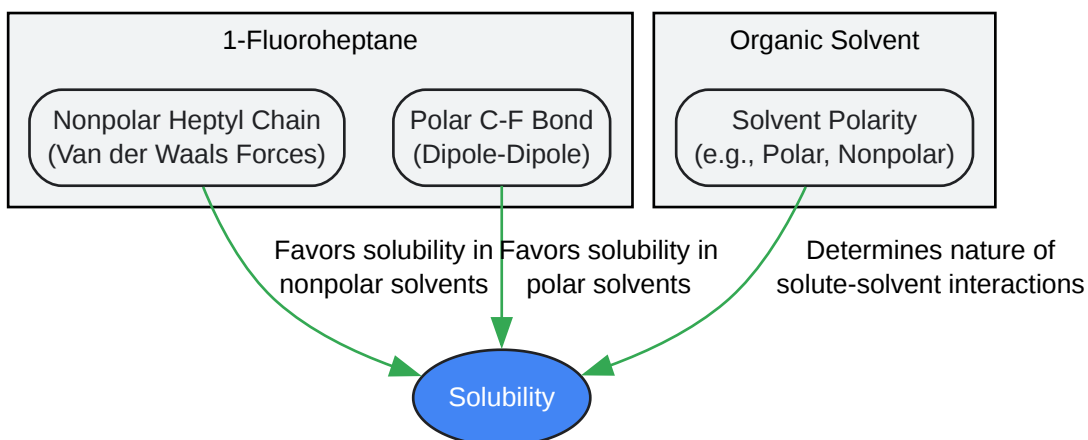 1-Fluoroheptane
Organic Solvent
Nonpolar Heptyl Chain
(Van der Waals Forces)
Polar C-F Bond
(Dipole-Dipole)
Solvent Polarity
(e.g., Polar, Nonpolar)
Favors solubility in
nonpolar solvents
Favors solubility in
polar solvents
Determines nature of
solute-solvent interactions
Solubility